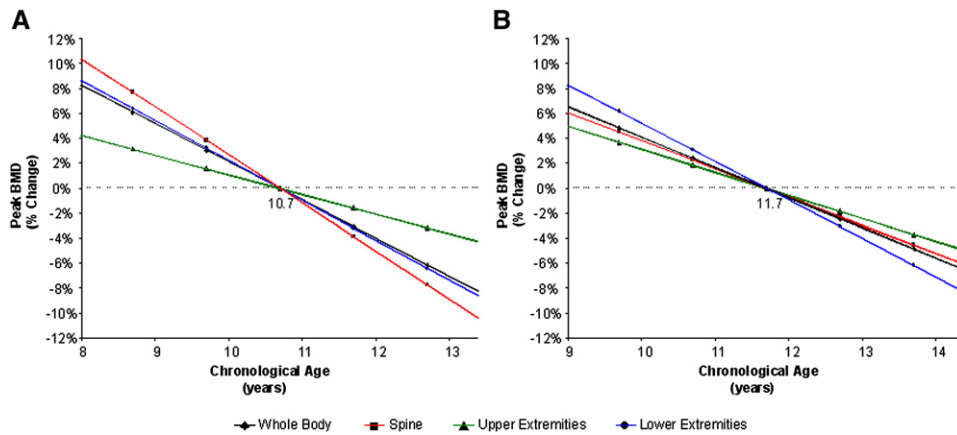 A
Peak BMD
(% Change)
12%
10%
8%
6%
4%
2%
0%
-2%
-4%
-6%
-8%
-10%
-12%
10.7
8
9
10
11
12
13
Chronological Age
(years)
B
Peak BMD
(% Change)
12%
10%
8%
6%
4%
2%
0%
-2%
-4%
-6%
-8%
-10%
-12%
11.7
9
10
11
12
13
14
Chronological Age
(years)
Whole Body
Spine
Upper Extremities
Lower Extremities